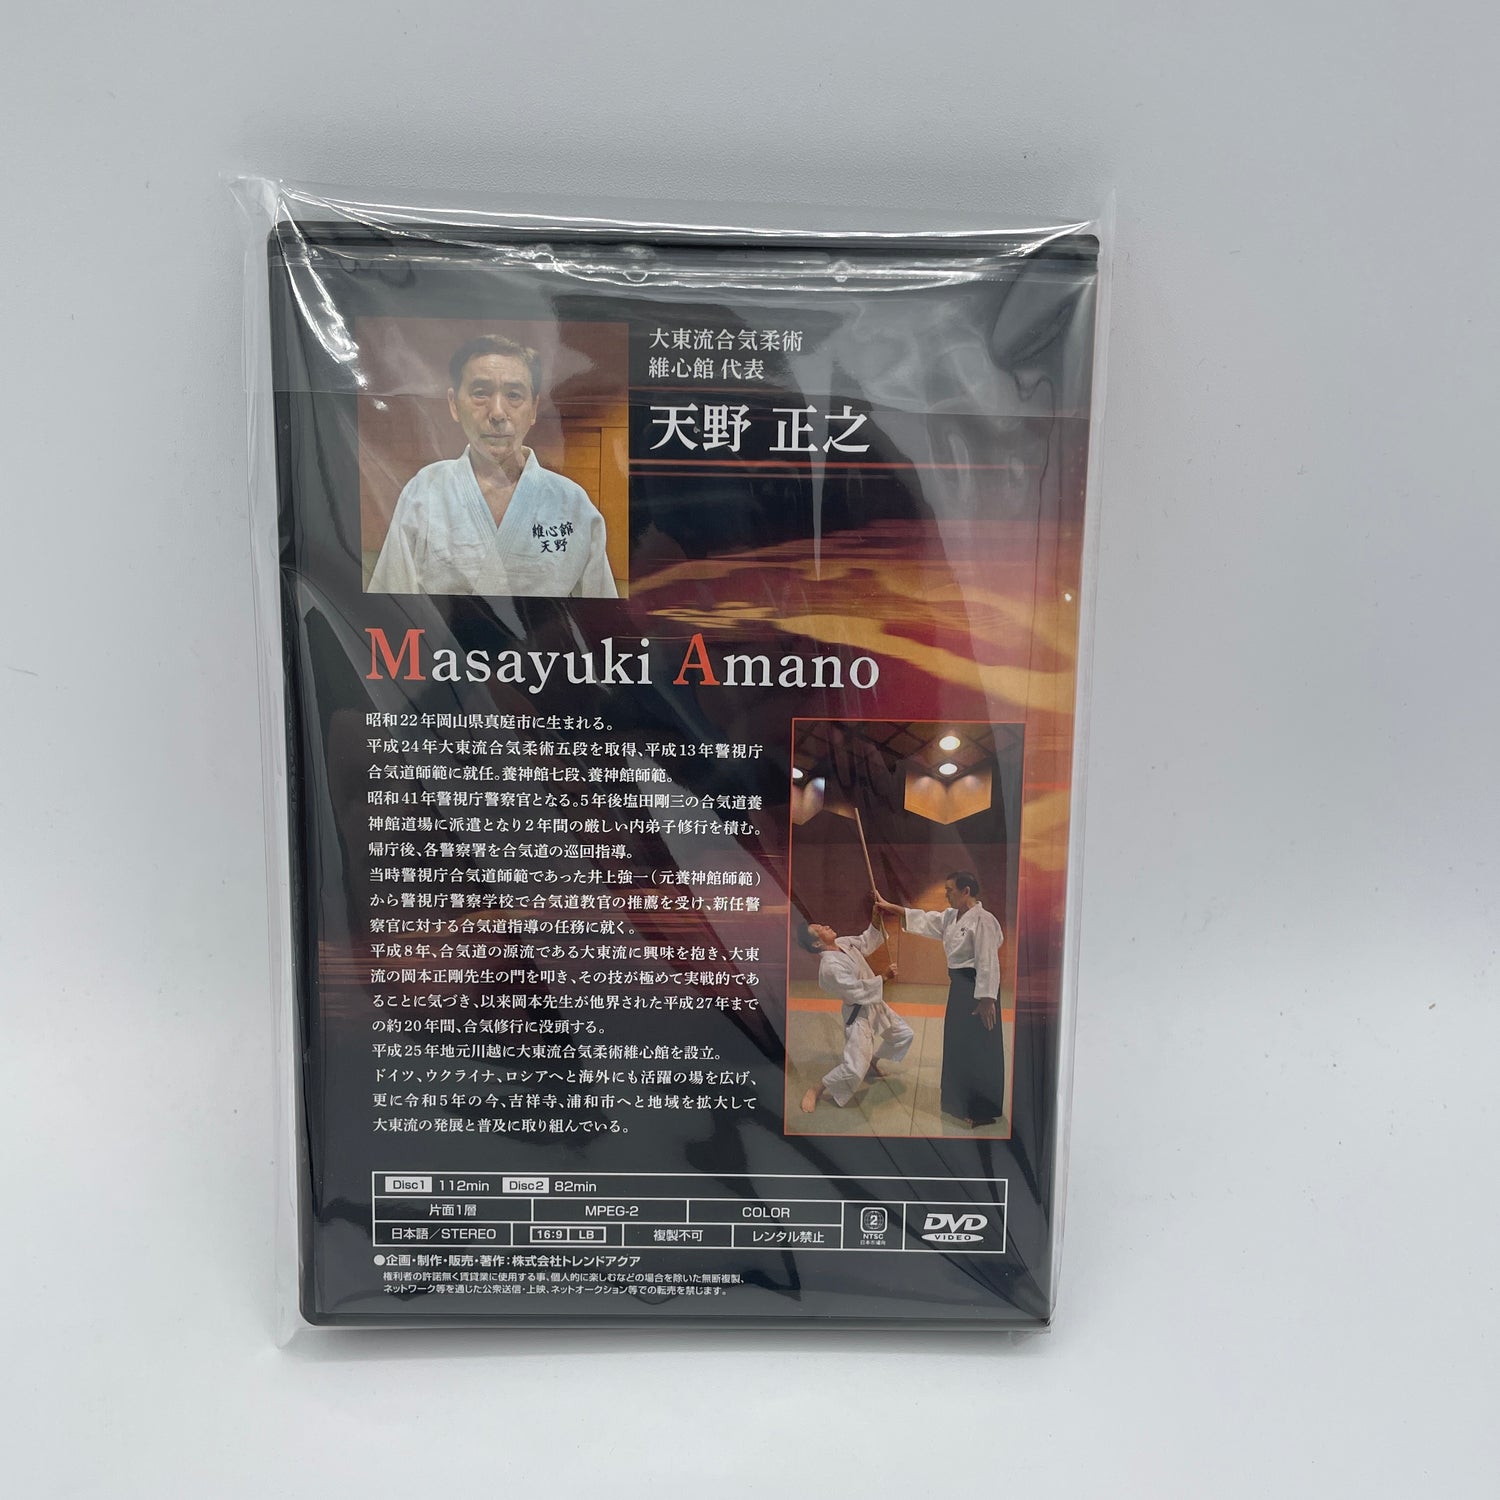 大東流合気柔術
維心館 代表
天野 正之
維心館
天野
Masayuki Amano
昭和22年岡山県真庭市に生まれる。
平成24年大東流合気柔術五段を取得、平成13年警視庁
合気道師範に就任。養神館七段、養神館師範。
昭和41年警視庁警察官となる。5年後塩田剛三の合気道養
神館道場に派遣となり2年間の厳しい内弟子修行を積む。
帰庁後、各警察署を合気道の巡回指導。
当時警視庁合気道師範であった井上強一（元養神館師範）
から警視庁警察学校で合気道教官の推薦を受け、新任警
察官に対する合気道指導の任務に就く。
平成8年、合気道の源流である大東流に興味を抱き、大東
流の岡本正剛先生の門を叩き、その技が極めて実戦的であ
ることに気づき、以来岡本先生が他界された平成27年まで
の約20年間、合気修行に没頭する。
平成25年地元川越に大東流合気柔術維心館を設立。
ドイツ、ウクライナ、ロシアへと海外にも活躍の場を広げ、
更に令和5年の今、吉祥寺、浦和市へと地域を拡大して
大東流の発展と普及に取り組んでいる。
Disc1 112min Disc2 82min
片面1層 MPEG-2 COLOR
日本語／STEREO 16:9 LB 複製不可 レンタル禁止
2
NTSC
日本市場向
DVD
VIDEO
●企画・制作・販売・著作：株式会社トレンドアクア
権利者の許諾無く賃貸業に使用する事、個人的に楽しむなどの場合を除いた無断複製、
ネットワーク等を通じた公衆送信・上映、ネットオークション等での転売を禁じます。